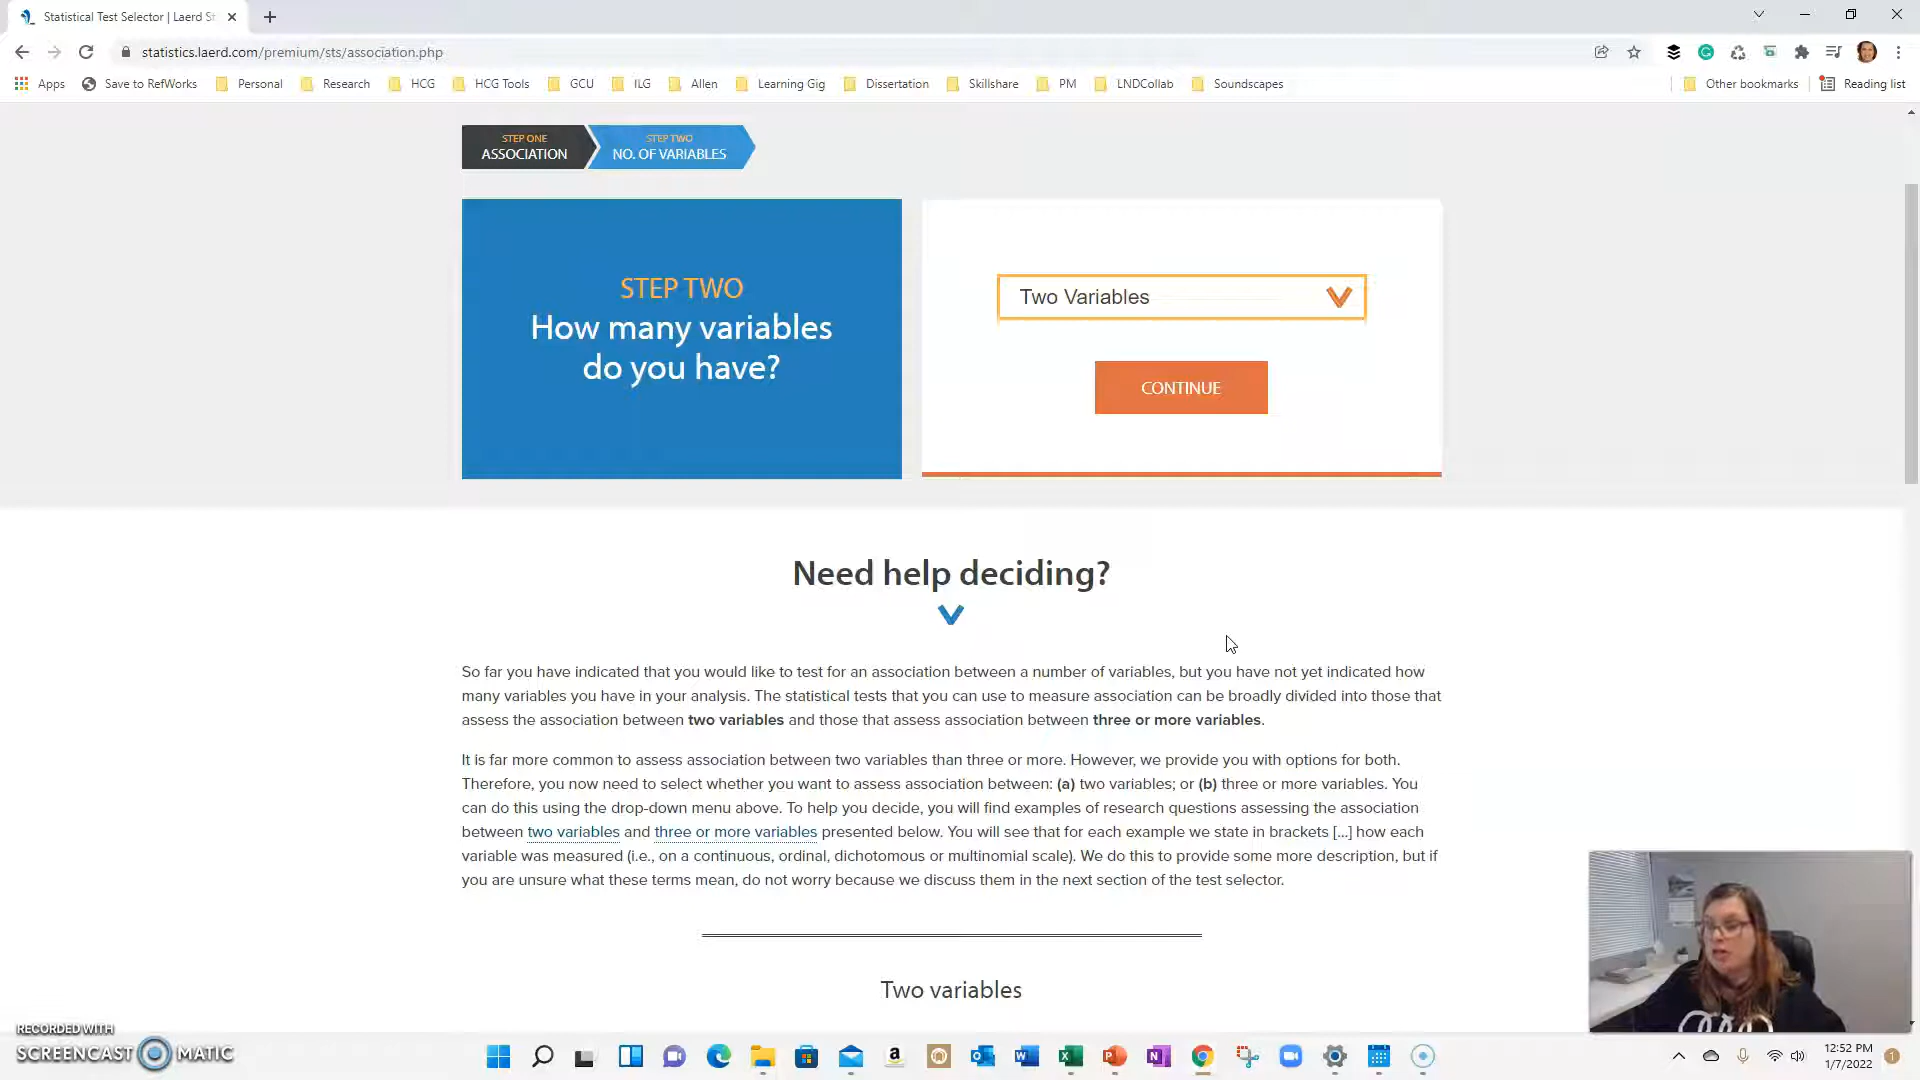 Statistical Test Selector | Laerd St
statistics.laerd.com/premium/sts/association.php
Apps
Save to RefWorks
Personal
Research
HCG
HCG Tools
GCU
ILG
Allen
Learning Gig
Dissertation
Skillshare
PM
LNDCollab
Soundscapes
Other bookmarks
Reading list
STEP ONE
ASSOCIATION
STEP TWO
NO. OF VARIABLES
STEP TWO
How many variables
do you have?
Two Variables
CONTINUE
Need help deciding?
So far you have indicated that you would like to test for an association between a number of variables, but you have not yet indicated how
many variables you have in your analysis. The statistical tests that you can use to measure association can be broadly divided into those that
assess the association between two variables and those that assess association between three or more variables.
It is far more common to assess association between two variables than three or more. However, we provide you with options for both.
Therefore, you now need to select whether you want to assess association between: (a) two variables; or (b) three or more variables. You
can do this using the drop-down menu above. To help you decide, you will find examples of research questions assessing the association
between two variables and three or more variables presented below. You will see that for each example we state in brackets [...] how each
variable was measured (i.e., on a continuous, ordinal, dichotomous or multinomial scale). We do this to provide some more description, but if
you are unsure what these terms mean, do not worry because we discuss them in the next section of the test selector.
Two variables
RECORDED WITH
SCREENCAST MATIC
12:52 PM
1/7/2022
1